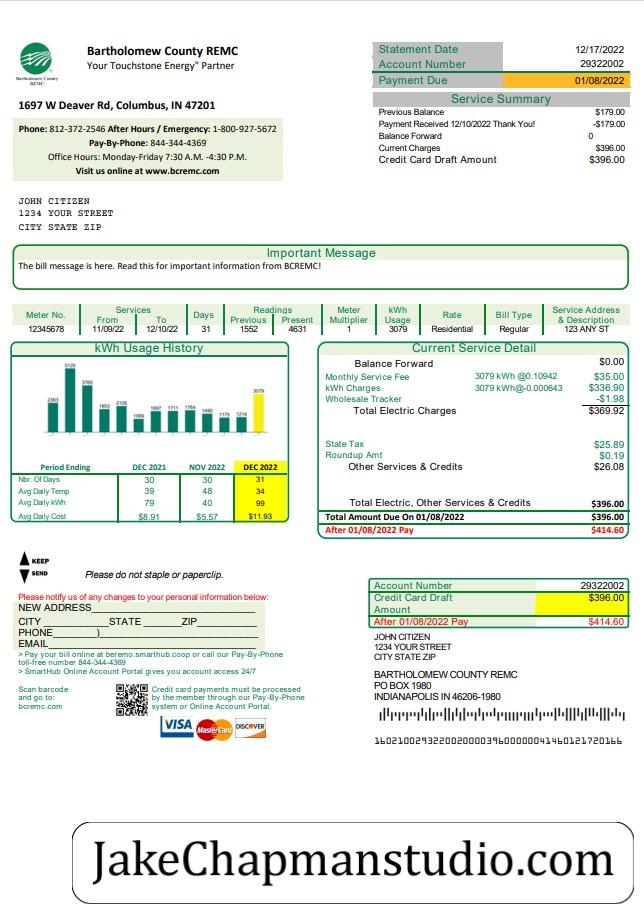 Bartholomew County REMC
Your Touchstone Energy® Partner
Bartholomew County
REMC
1697 W Deaver Rd, Columbus, IN 47201
Phone: 812-372-2546 After Hours / Emergency: 1-800-927-5672
Pay-By-Phone: 844-344-4369
Office Hours: Monday-Friday 7:30 A.M. -4:30 P.M.
Visit us online at www.bcremc.com
Statement Date 12/17/2022
Account Number 29322002
Payment Due 01/08/2022
Service Summary
Previous Balance $179.00
Payment Received 12/10/2022 Thank You! -$179.00
Balance Forward 0
Current Charges $396.00
Credit Card Draft Amount $396.00
JOHN CITIZEN
1234 YOUR STREET
CITY STATE ZIP
Important Message
The bill message is here. Read this for important information from BCREMC!
Meter No. Services From To Days Readings Previous Present Meter Multiplier kWh Usage Rate Bill Type Service Address & Description
12345678 11/09/22 12/10/22 31 1552 4631 1 3079 Residential Regular 123 ANY ST
kWh Usage History
2363 5125 3760 1853 2105 1697 1711 1764 1490 1175 1214 3079
Period Ending DEC 2021 NOV 2022 DEC 2022
Nbr. Of Days 30 30 31
Avg Daily Temp 39 48 34
Avg Daily kWh 79 40 99
Avg Daily Cost $8.91 $5.57 $11.93
Current Service Detail
Balance Forward $0.00
Monthly Service Fee 3079 kWh @0.10942 $35.00
kWh Charges 3079 kWh@-0.000643 $336.90
Wholesale Tracker -$1.98
Total Electric Charges $369.92
State Tax $25.89
Roundup Amt $0.19
Other Services & Credits $26.08
Total Electric, Other Services & Credits $396.00
Total Amount Due On 01/08/2022 $396.00
After 01/08/2022 Pay $414.60
KEEP
SEND
Please do not staple or paperclip.
Please notify us of any changes to your personal information below:
NEW ADDRESS
CITY STATE ZIP
PHONE )
EMAIL
> Pay your bill online at beremo.smarthub.coop or call our Pay-By-Phone
toll-free number 844-344-4369
> SmartHub Online Account Portal gives you account access 24/7
Scan barcode
and go to:
bcremc.com
Credit card payments must be processed
by the member through our Pay-By-Phone
system or Online Account Portal.
VISA MasterCard DISCOVER
Account Number 29322002
Credit Card Draft Amount $396.00
After 01/08/2022 Pay $414.60
JOHN CITIZEN
1234 YOUR STREET
CITY STATE ZIP
BARTHOLOMEW COUNTY REMC
PO BOX 1980
INDIANAPOLIS IN 46206-1980
JakeChapmanstudio.com